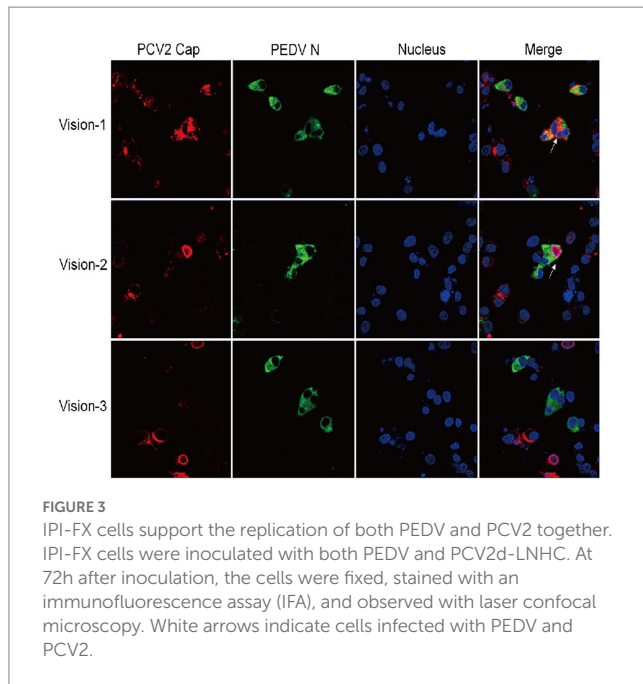 PCV2 Cap PEDV N Nucleus Merge
Vision-1
Vision-2
Vision-3
FIGURE 3
IPI-FX cells support the replication of both PEDV and PCV2 together.
IPI-FX cells were inoculated with both PEDV and PCV2d-LNHC. At
72h after inoculation, the cells were fixed, stained with an
immunofluorescence assay (IFA), and observed with laser confocal
microscopy. White arrows indicate cells infected with PEDV and
PCV2.